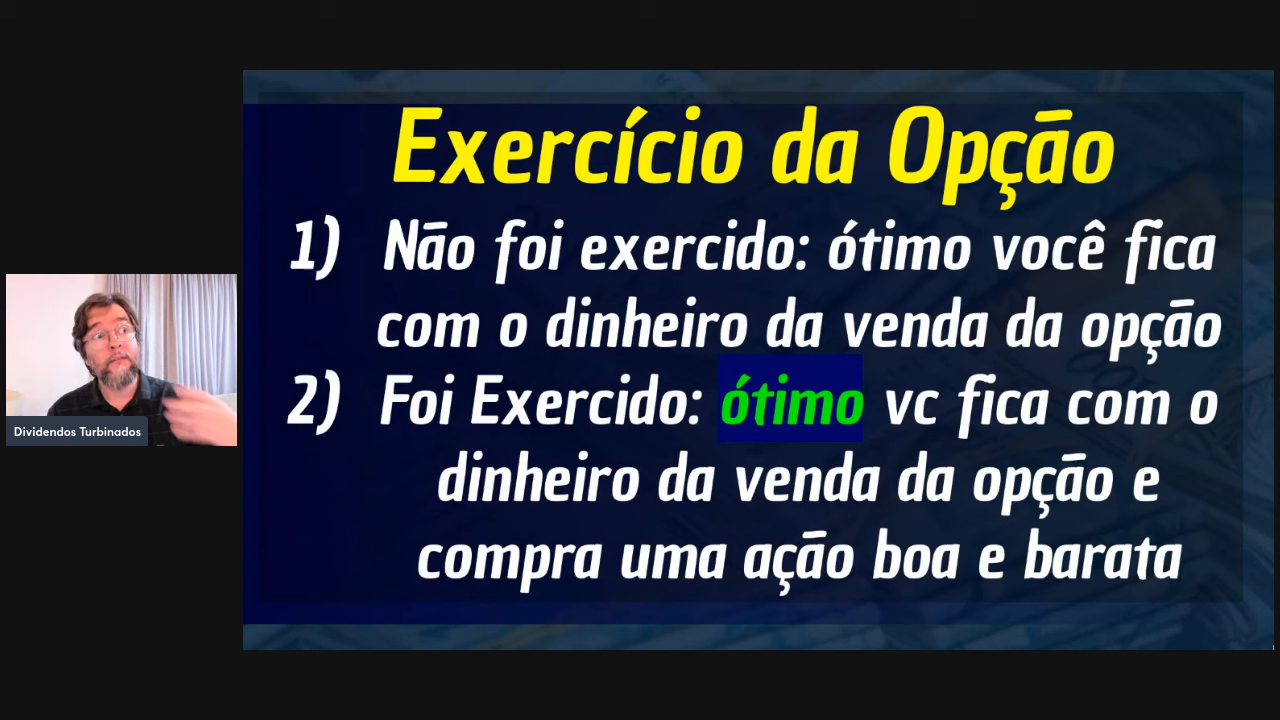 Exercício da Opção
1) Não foi exercido: ótimo você fica
com o dinheiro da venda da opção
2) Foi Exercido: ótimo vc fica com o
dinheiro da venda da opção e
compra uma ação boa e barata
Dividendos Turbinados